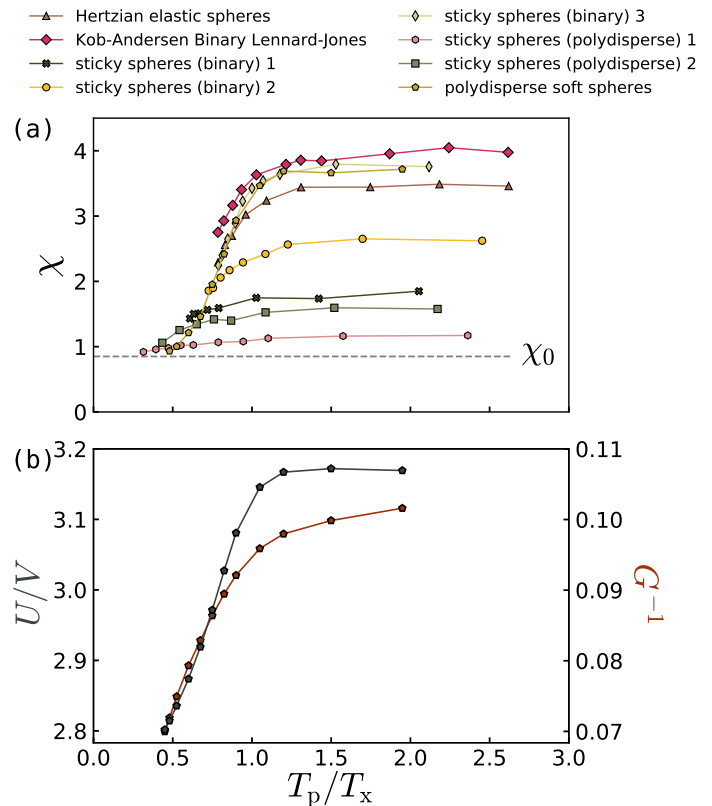 Hertzian elastic spheres
Kob-Andersen Binary Lennard-Jones
sticky spheres (binary) 1
sticky spheres (binary) 2
sticky spheres (binary) 3
sticky spheres (polydisperse) 1
sticky spheres (polydisperse) 2
polydisperse soft spheres
(a)
4
3
2
1
0
χ
χ₀
(b)
3.2
3.1
3.0
2.9
2.8
U/V
0.11
0.10
0.09
0.08
0.07
G⁻¹
0.0 0.5 1.0 1.5 2.0 2.5 3.0
Tₚ/Tₓ